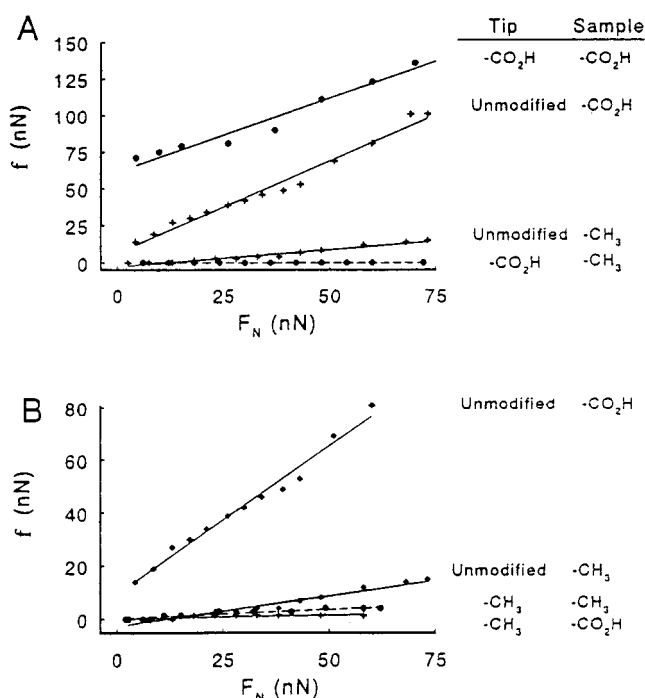 A
Tip Sample
150
-CO₂H -CO₂H
125
100
Unmodified -CO₂H
75
f (nN)
50
25
Unmodified -CH₃
0
-CO₂H -CH₃
0 25 50 75
F_N (nN)
B
80
Unmodified -CO₂H
60
f (nN)
40
20
Unmodified -CH₃
-CH₃ -CH₃
0
-CH₃ -CO₂H
0 25 50 75
F_N (nN)